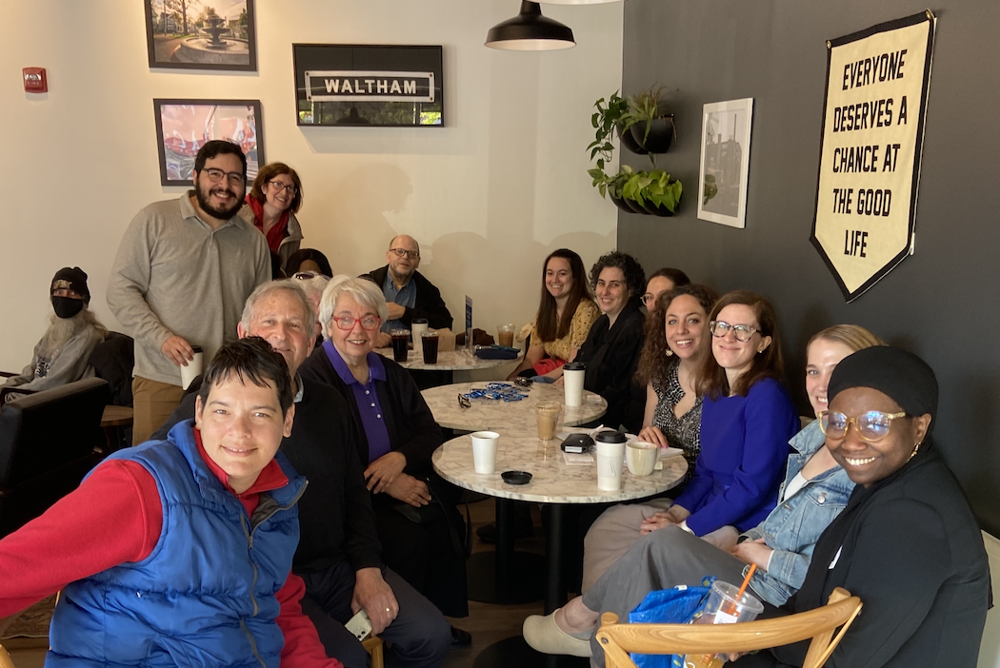 WALTHAM
EVERYONE
DESERVES A
CHANCE AT
THE GOOD
LIFE